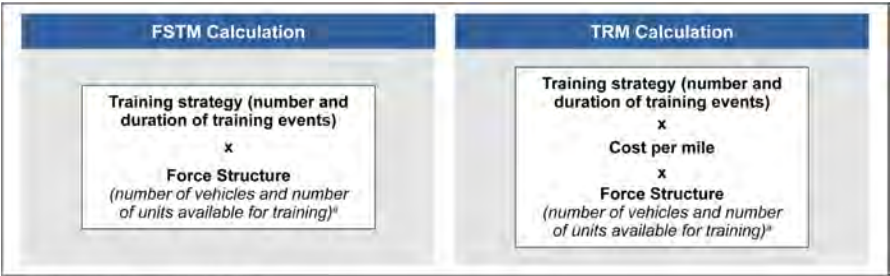 FSTM Calculation
Training strategy (number and
duration of training events)
x
Force Structure
(number of vehicles and number
of units available for training)ᵃ
TRM Calculation
Training strategy (number and
duration of training events)
x
Cost per mile
x
Force Structure
(number of vehicles and number
of units available for training)ᵃ